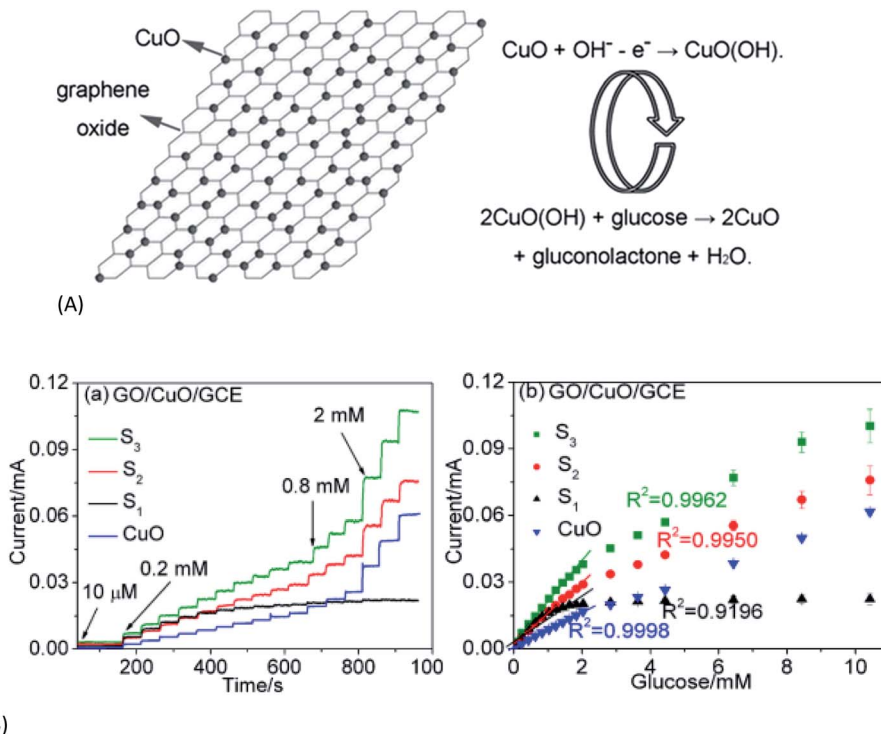 CuO
graphene
oxide
CuO + OH⁻ - e⁻ → CuO(OH).
2CuO(OH) + glucose → 2CuO
+ gluconolactone + H₂O.
(A)
(a) GO/CuO/GCE
S₃
S₂
S₁
CuO
10 µM
0.2 mM
0.8 mM
2 mM
0.12
0.09
0.06
0.03
0.00
Current/mA
200 400 600 800 100
Time/s
(b) GO/CuO/GCE
S₃
S₂
S₁
CuO
R²=0.9962
R²=0.9950
R²=0.9196
R²=0.9998
0.12
0.09
0.06
0.03
0.00
Current/mA
0 2 4 6 8 10
Glucose/mM
)